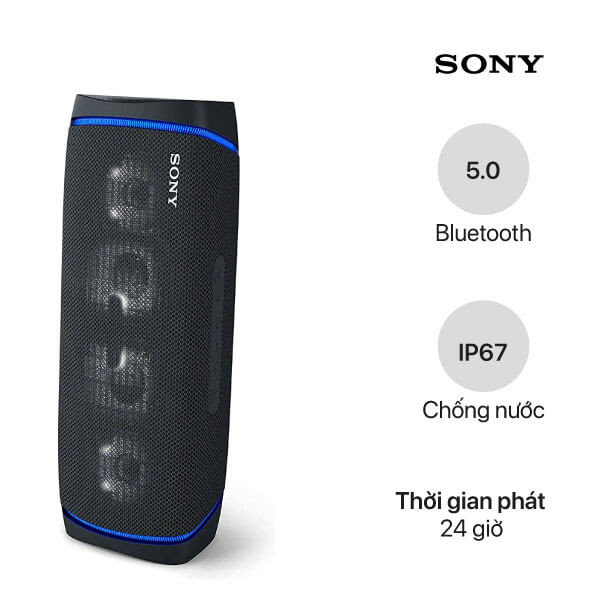 SONY
SONY
5.0
Bluetooth
IP67
Chống nước
Thời gian phát
24 giờ